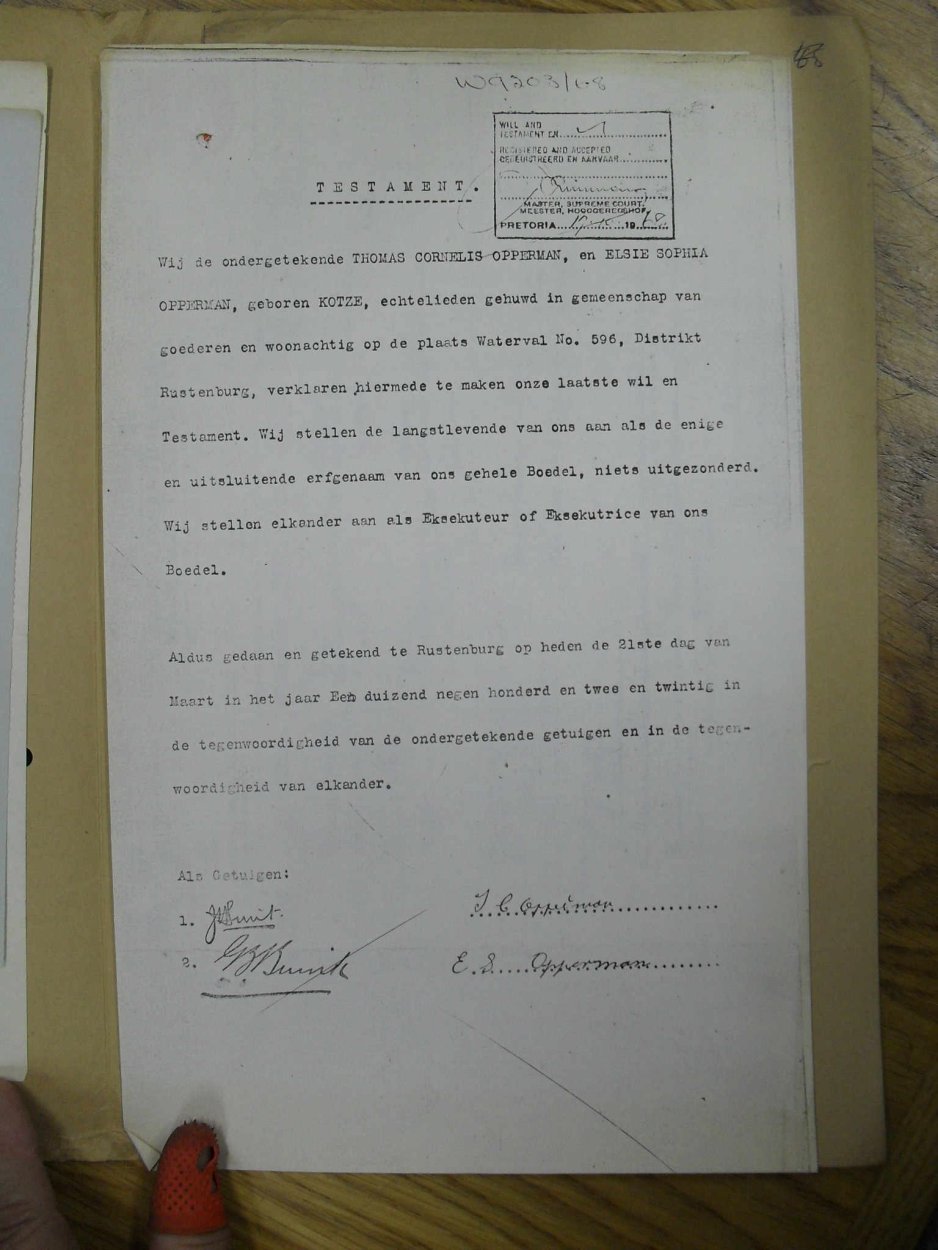 W9203/68
68
WILL AND
TESTAMENT EN
REGISTERED AND ACCEPTED
GEREGISTREERD EN AANVAAR
MASTER, SUPREME COURT,
MEESTER, HOOGGEREGSHOF,
PRETORIA 1968
TESTAMENT.
Wij de ondergetekende THOMAS CORNELIS OPPERMAN, en ELSIE SOPHIA
OPPERMAN, geboren KOTZE, echtelieden gehuwd in gemeenschap van
goederen en woonachtig op de plaats Waterval No. 596, Distrikt
Rustenburg, verklaren hiermede te maken onze laatste wil en
Testament. Wij stellen de langstlevende van ons aan als de enige
en uitsluitende erfgenaam van ons gehele Boedel, niets uitgezonderd.
Wij stellen elkander aan als Eksekuteur of Eksekutrice van ons
Boedel.
Aldus gedaan en getekend te Rustenburg op heden de 21ste dag van
Maart in het jaar Een duizend negen honderd en twee en twintig in
de tegenwoordigheid van de ondergetekende getuigen en in de tegen-
woordigheid van elkander.
Als Getuigen:
1.
T C Opperman
2.
E. S. Opperman